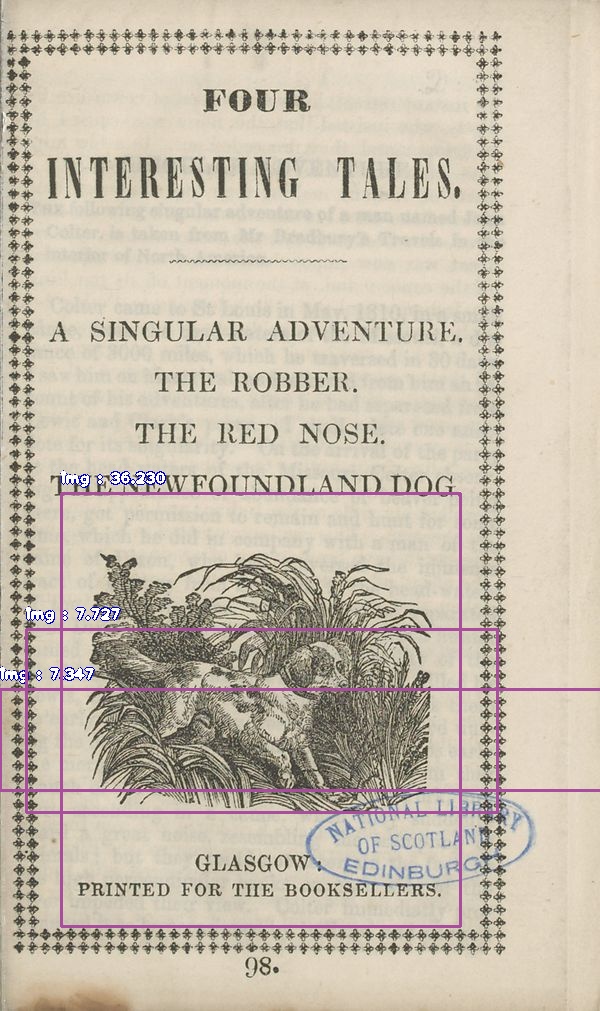 FOUR
INTERESTING TALES.
A SINGULAR ADVENTURE.
THE ROBBER.
THE RED NOSE.
Img : 36.230
THE NEWFOUNDLAND DOG
Img : 7.727
Img : 7.347
NATIONAL LIBRARY
OF SCOTLAND
EDINBURGH
GLASGOW:
PRINTED FOR THE BOOKSELLERS.
98.